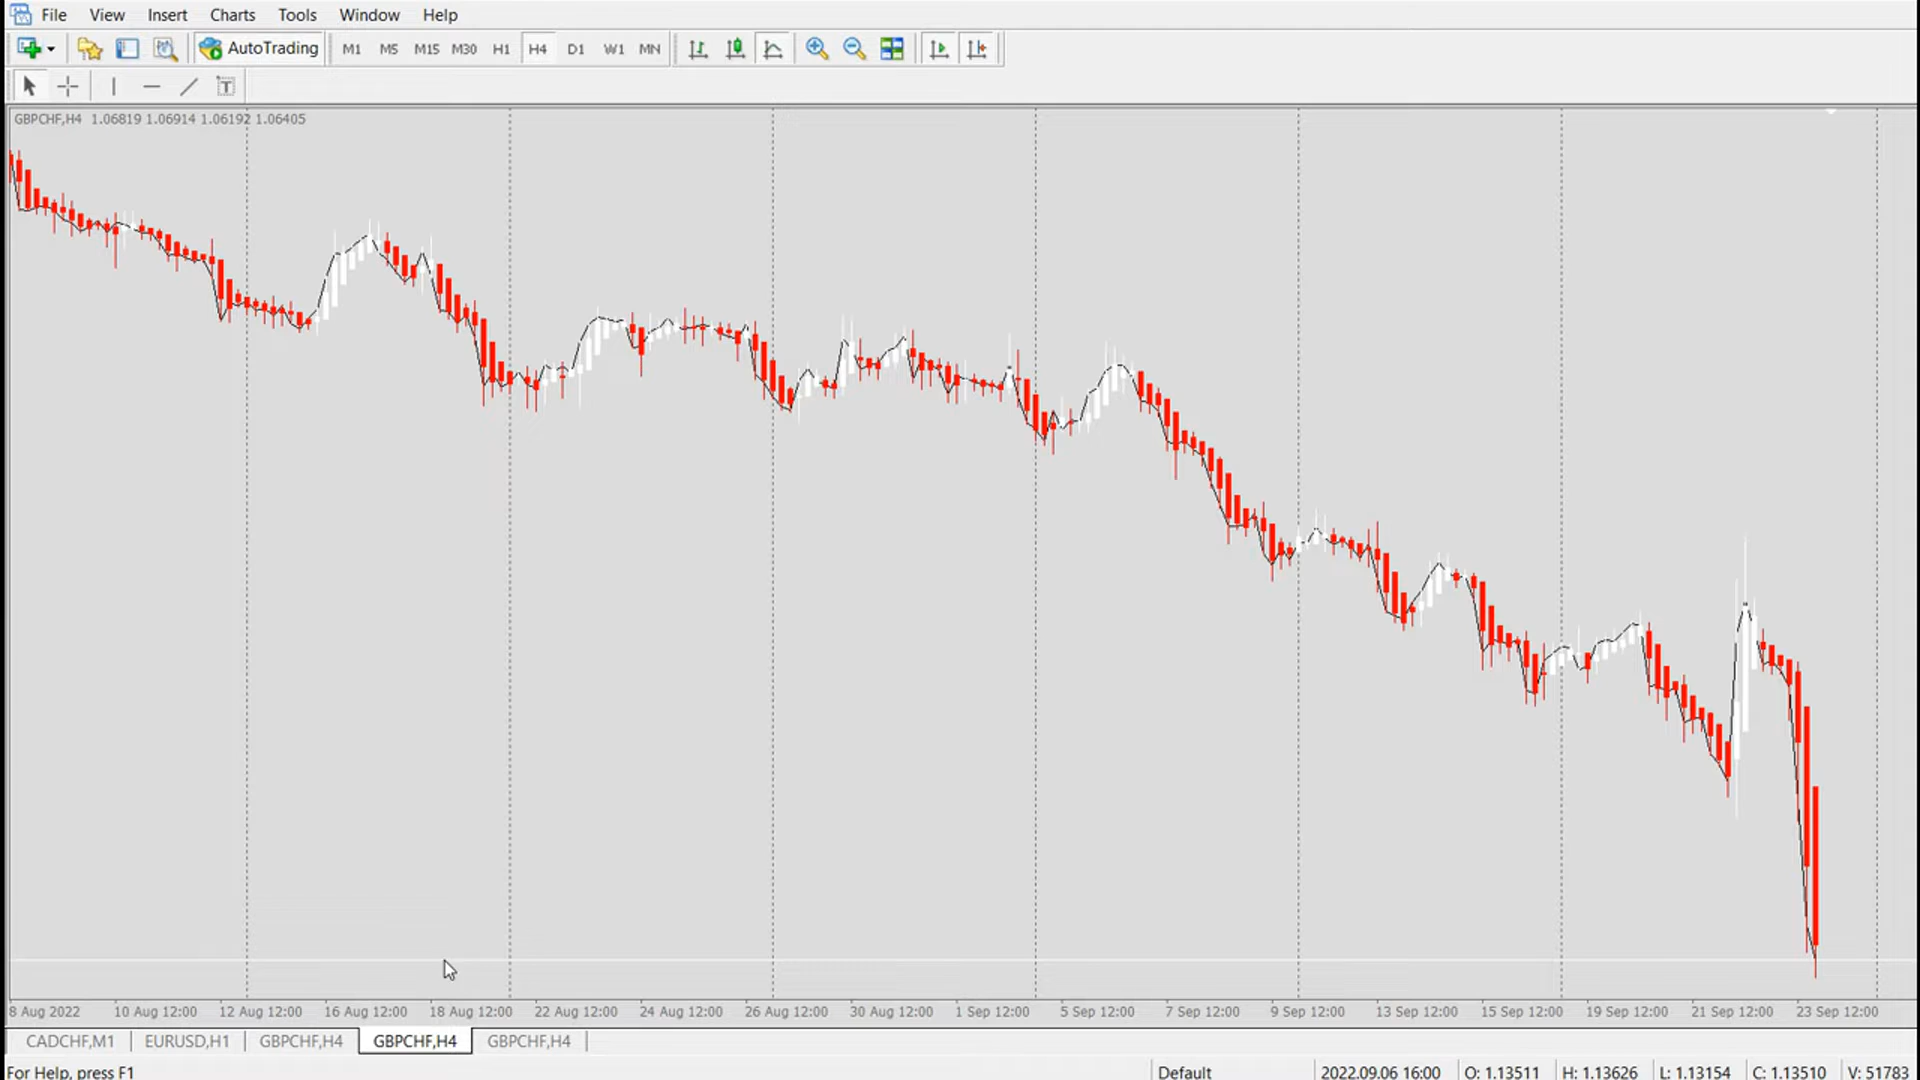 File View Insert Charts Tools Window Help
AutoTrading M1 M5 M15 M30 H1 H4 D1 W1 MN
T
GBPCHF,H4 1.06819 1.06914 1.06192 1.06405
8 Aug 2022 10 Aug 12:00 12 Aug 12:00 16 Aug 12:00 18 Aug 12:00 22 Aug 12:00 24 Aug 12:00 26 Aug 12:00 30 Aug 12:00 1 Sep 12:00 5 Sep 12:00 7 Sep 12:00 9 Sep 12:00 13 Sep 12:00 15 Sep 12:00 19 Sep 12:00 21 Sep 12:00 23 Sep 12:00
CADCHF,M1 EURUSD,H1 GBPCHF,H4 GBPCHF,H4 GBPCHF,H4
For Help, press F1 Default 2022.09.06 16:00 O: 1.13511 H: 1.13626 L: 1.13154 C: 1.13510 V: 51783